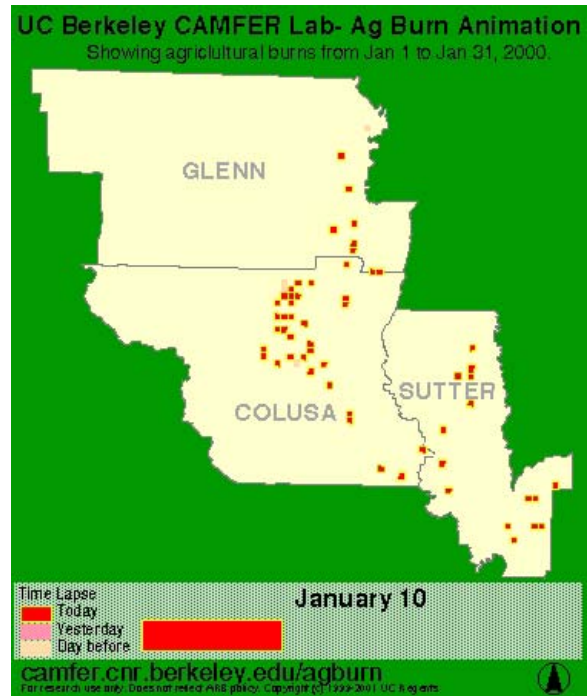 UC Berkeley CAMFER Lab- Ag Burn Animation
Showing agriclultural burns from Jan 1 to Jan 31, 2000.
GLENN
SUTTER
COLUSA
Time Lapse
January 10
Today
Yesterday
Day before
camfer.cnr.berkeley.edu/agburn
For research use only. Does not reflect ARB policy. Copyright (c) 1999-2001 UC Regents